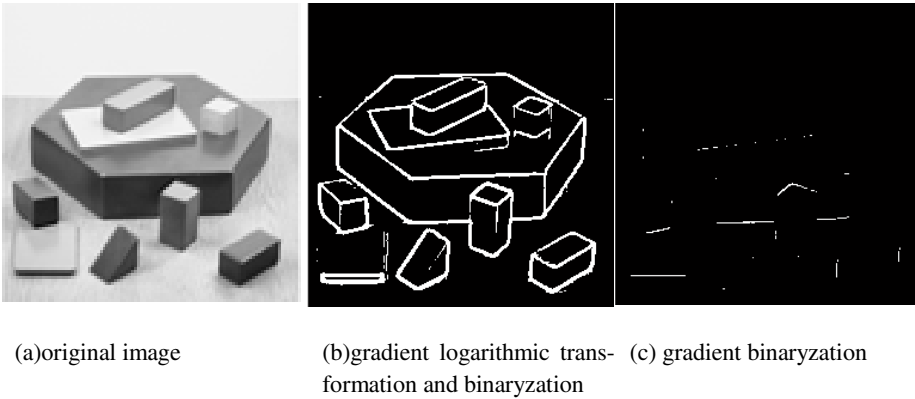 (a)original image
(b)gradient logarithmic trans-
formation and binaryzation
(c) gradient binaryzation